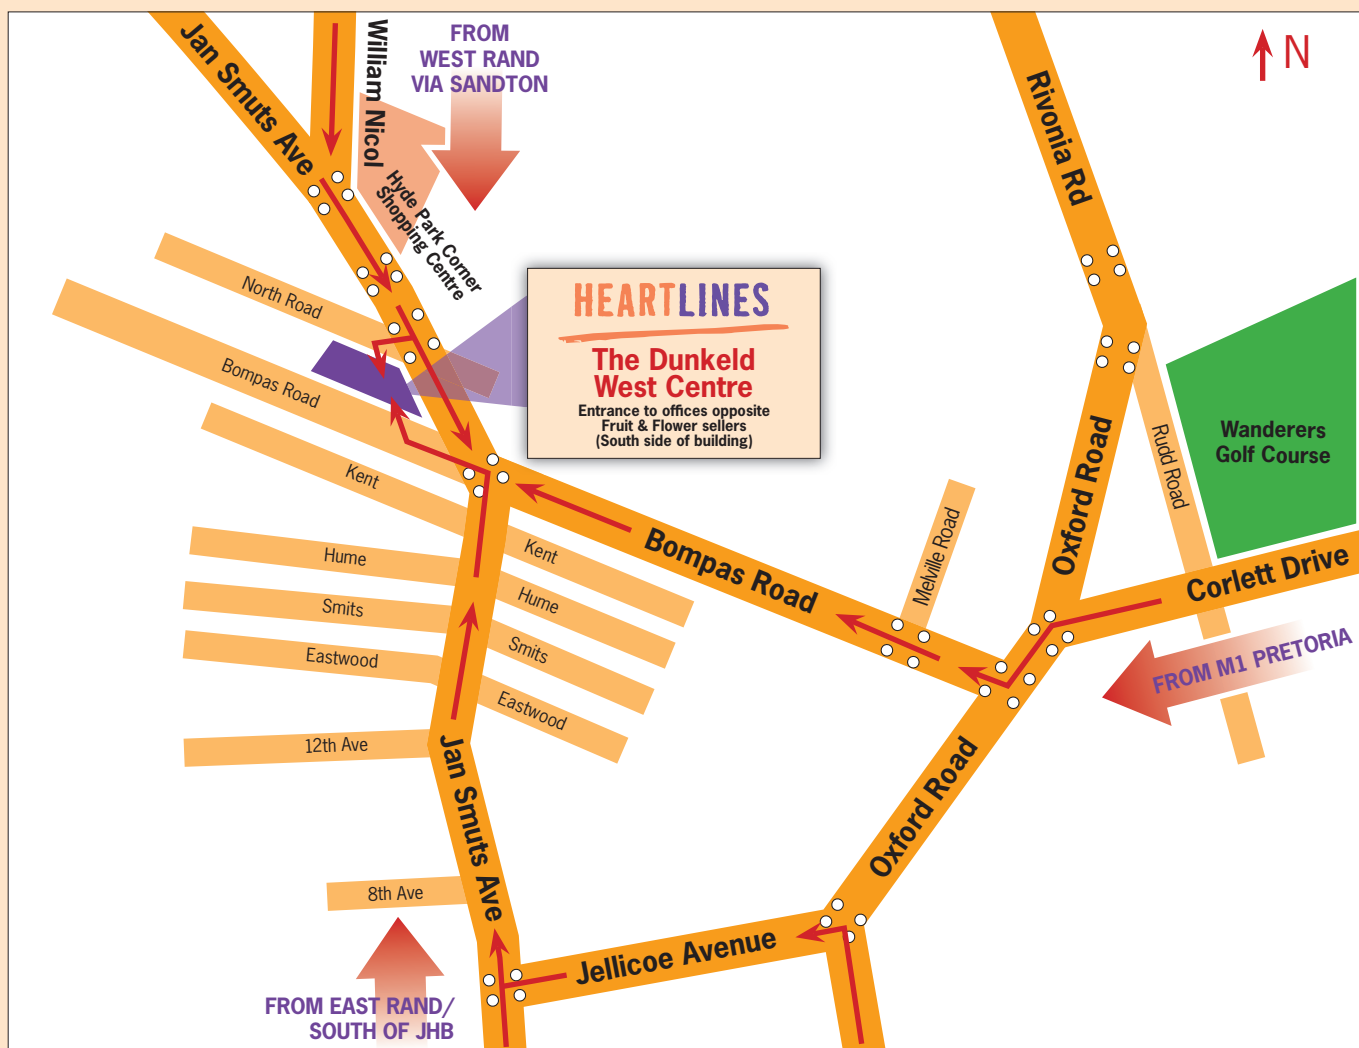 Jan Smuts Ave
William Nicol
FROM
WEST RAND
VIA SANDTON
Hyde Park Corner
Shopping Centre
Rivonia Rd
N
North Road
Bompas Road
HEARTLINES
The Dunkeld
West Centre
Entrance to offices opposite
Fruit & Flower sellers
(South side of building)
Wanderers
Golf Course
Rudd Road
Oxford Road
Kent
Kent
Hume
Hume
Smits
Smits
Eastwood
Eastwood
Bompas Road
Melville Road
Corlett Drive
FROM M1 PRETORIA
12th Ave
Jan Smuts Ave
Oxford Road
8th Ave
Jellicoe Avenue
FROM EAST RAND/
SOUTH OF JHB